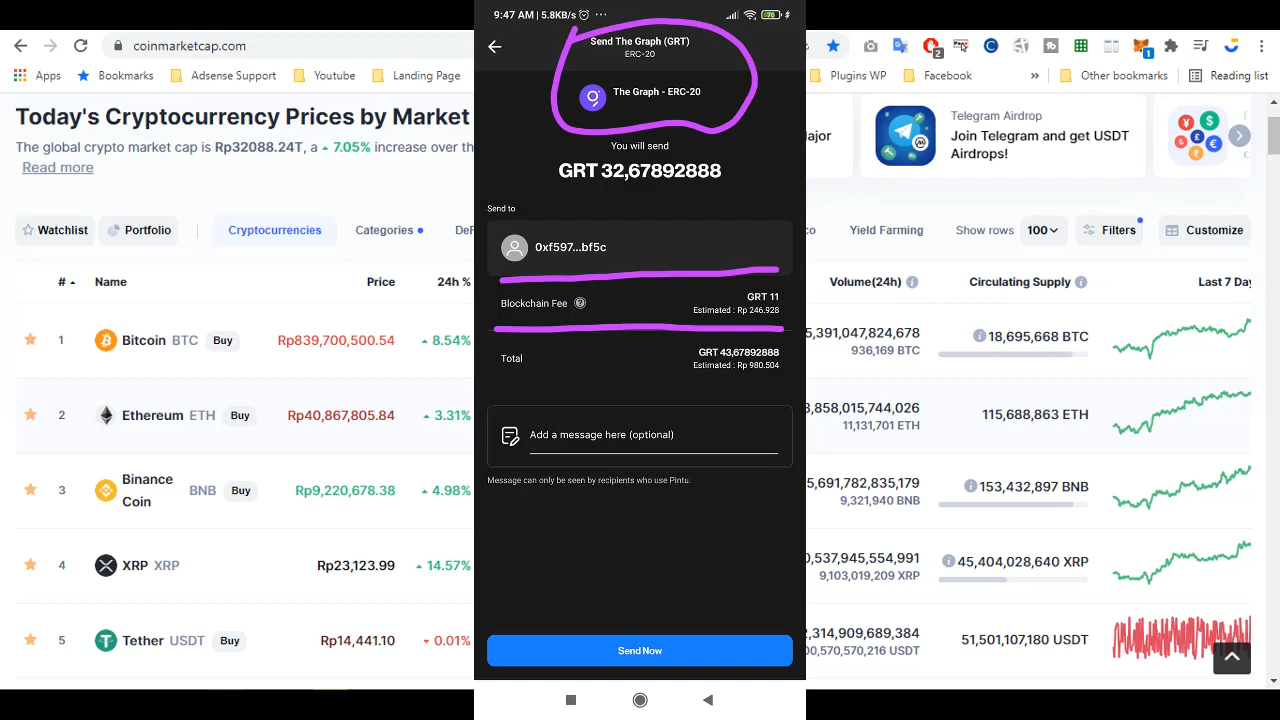 9:47 AM | 5.8KB/s
70
Send The Graph (GRT)
ERC-20
The Graph - ERC-20
You will send
GRT 32,67892888
Send to
0xf597...bf5c
Blockchain Fee
GRT 11
Estimated : Rp 246.928
Total
GRT 43,67892888
Estimated : Rp 980.504
Add a message here (optional)
Message can only be seen by recipients who use Pintu.
Send Now
coinmarketcap.com
2
1
Apps
Bookmarks
Adsense Support
Youtube
Landing Page
Plugins WP
Facebook
»
Other bookmarks
Reading list
Today's Cryptocurrency Prices by Market
The global crypto market cap is Rp32088.24T, a 7.05% increase over th
Read more
ajor
Telegram Airdrop
Join Telegram and get USDT
Airdrops!
Watchlist
Portfolio
Cryptocurrencies
Categories
DeF
co
Yield Farming
Show rows
100
Filters
Customize
# Name Price 24h %
Volume(24h) Circulating Supply Last 7 Day
1 Bitcoin BTC Buy Rp839,700,500.54 8.54%
5,391,047,824,678 18,695,668 BTC
936,169 BTC
2 Ethereum ETH Buy Rp40,867,805.84 3.31%
3,858,015,744,026 115,688,863 ETH
11,131,701 ETH
3 Binance Coin BNB Buy Rp9,220,678.38 4.98%
5,691,782,835,179 153,432,897 BNB
9,321,940 BNB
4 XRP XRP Rp23,123.99 14.57%
0,537,945,554,991 45,404,028,640 XRP
9,103,019,209 XRP
5 Tether USDT Buy Rp14,441.10 0.01%
2,314,909,689,384 51,501,107,180 USDT
00,570,570,216 USDT